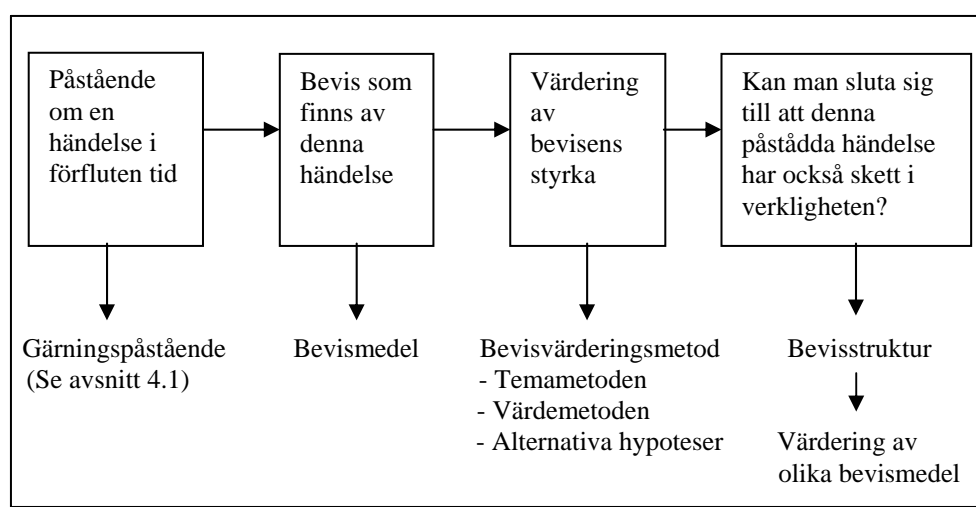 Påstående
om en
händelse i
förfluten tid
Bevis som
finns av
denna
händelse
Värdering
av
bevisens
styrka
Kan man sluta sig
till att denna
påstådda händelse
har också skett i
verkligheten?
Gärningspåstående
(Se avsnitt 4.1)
Bevismedel
Bevisvärderingsmetod
- Temametoden
- Värdemetoden
- Alternativa hypoteser
Bevisstruktur
Värdering av
olika bevismedel